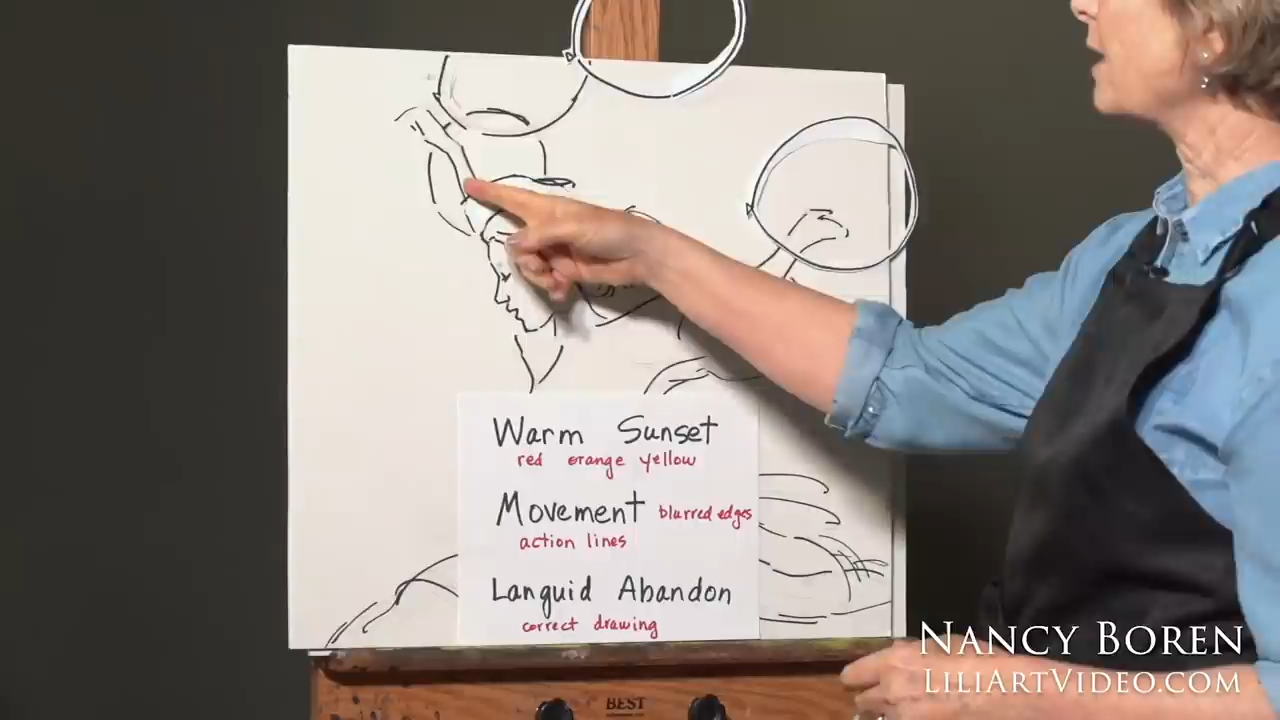 Warm Sunset
red orange yellow
Movement blurred edges
action lines
Languid Abandon
correct drawing
NANCY BOREN
LILIARTVIDEO.COM
BEST